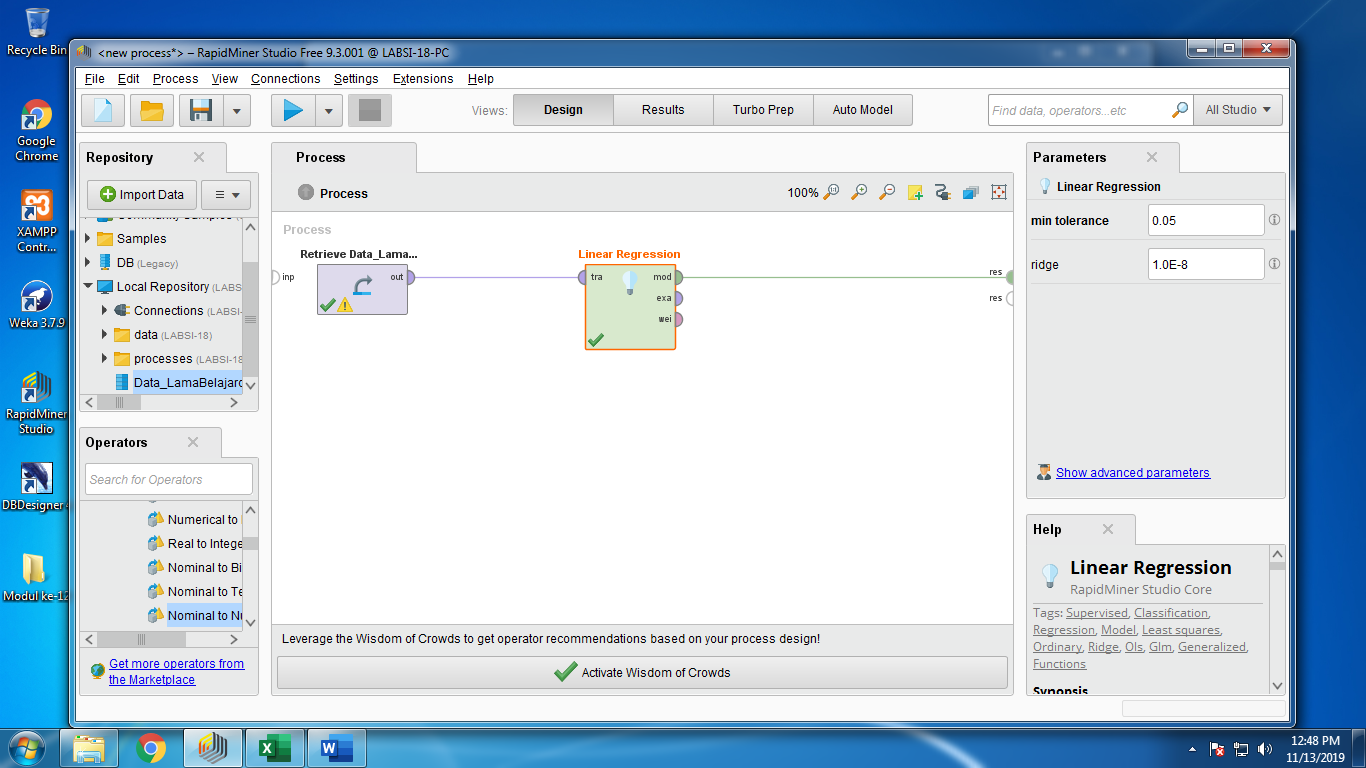 Recycle Bin
Google
Chrome
XAMPP
Contr...
Weka 3.7.9
RapidMiner
Studio
DBDesigner
Modul ke-12
<new process*> – RapidMiner Studio Free 9.3.001 @ LABSI-18-PC
File Edit Process View Connections Settings Extensions Help
Views: Design Results Turbo Prep Auto Model
Find data, operators...etc
All Studio
Repository
Import Data
Samples
DB (Legacy)
Local Repository (LABS
Connections (LABSI-
data (LABSI-18)
processes (LABSI-18
Data_LamaBelajar
Operators
Search for Operators
Numerical to
Real to Intege
Nominal to Bi
Nominal to Te
Nominal to Nu
Get more operators from
the Marketplace
Process
Process
100%
Process
inp
Retrieve Data_Lama...
out
Linear Regression
tra mod
exa
wei
res
res
Leverage the Wisdom of Crowds to get operator recommendations based on your process design!
Activate Wisdom of Crowds
Parameters
Linear Regression
min tolerance 0.05
ridge 1.0E-8
Show advanced parameters
Help
Linear Regression
RapidMiner Studio Core
Tags: Supervised, Classification,
Regression, Model, Least squares,
Ordinary, Ridge, Ols, Glm, Generalized,
Functions
Synopsis
12:48 PM
11/13/2019